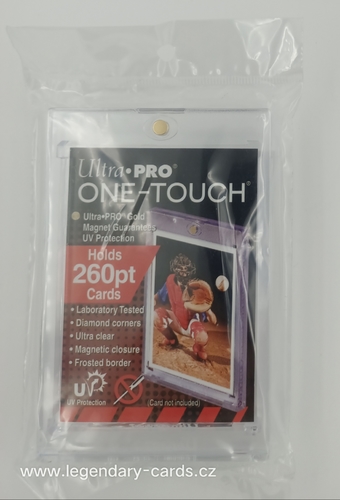 Ultra•PRO®
ONE-TOUCH®
Ultra•PRO® Gold
Magnet Guarantees
UV Protection
Holds
260pt
Cards
• Laboratory Tested
• Diamond corners
• Ultra clear
• Magnetic closure
• Frosted border
UV
UV Protection
(Card not included)
www.legendary-cards.cz